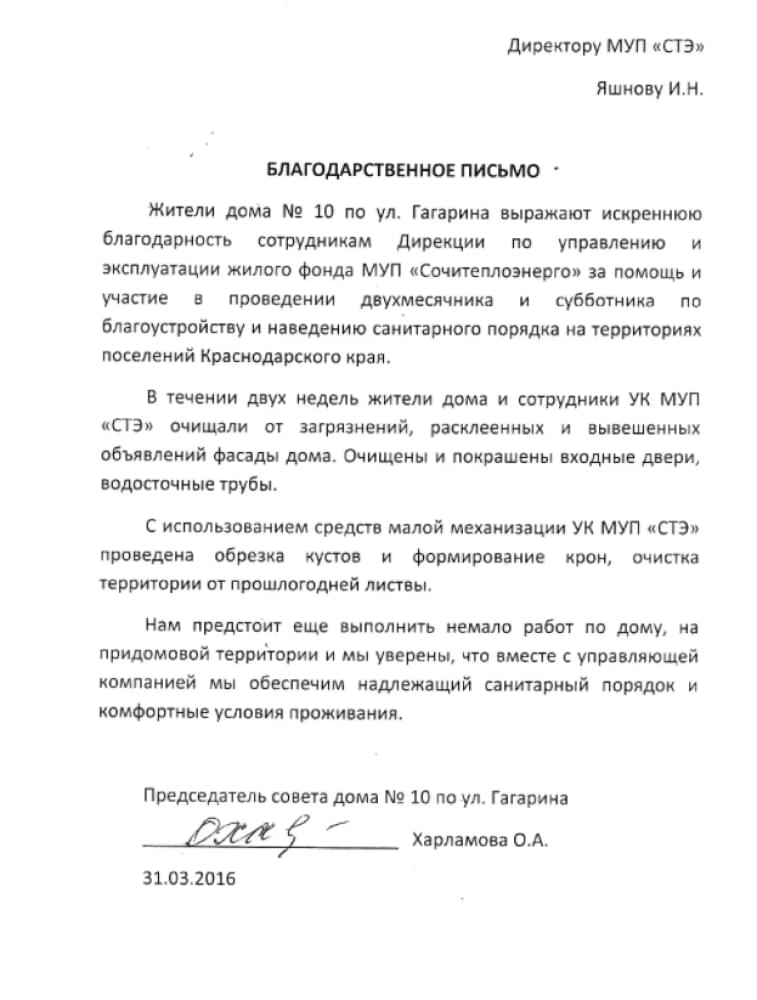 Директору МУП «СТЭ»
Яшнову И.Н.
БЛАГОДАРСТВЕННОЕ ПИСЬМО
Жители дома № 10 по ул. Гагарина выражают искреннюю
благодарность сотрудникам Дирекции по управлению и
эксплуатации жилого фонда МУП «Сочитеплоэнерго» за помощь и
участие в проведении двухмесячника и субботника по
благоустройству и наведению санитарного порядка на территориях
поселений Краснодарского края.
В течении двух недель жители дома и сотрудники УК МУП
«СТЭ» очищали от загрязнений, расклеенных и вывешенных
объявлений фасады дома. Очищены и покрашены входные двери,
водосточные трубы.
С использованием средств малой механизации УК МУП «СТЭ»
проведена обрезка кустов и формирование крон, очистка
территории от прошлогодней листвы.
Нам предстоит еще выполнить немало работ по дому, на
придомовой территории и мы уверены, что вместе с управляющей
компанией мы обеспечим надлежащий санитарный порядок и
комфортные условия проживания.
Председатель совета дома № 10 по ул. Гагарина
Харламова О.А.
31.03.2016